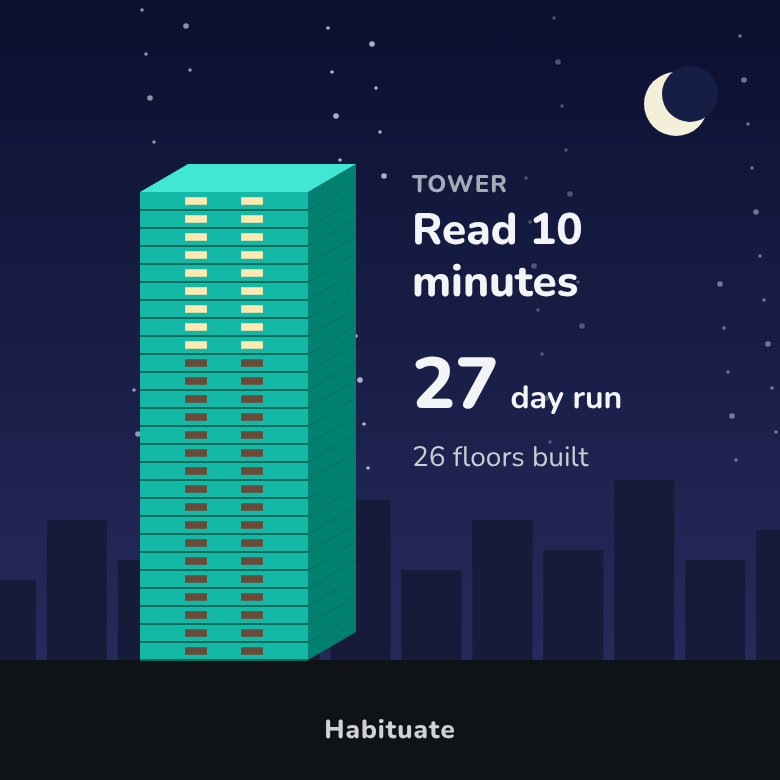 TOWER
Read 10
minutes
27 day run
26 floors built
Habituate